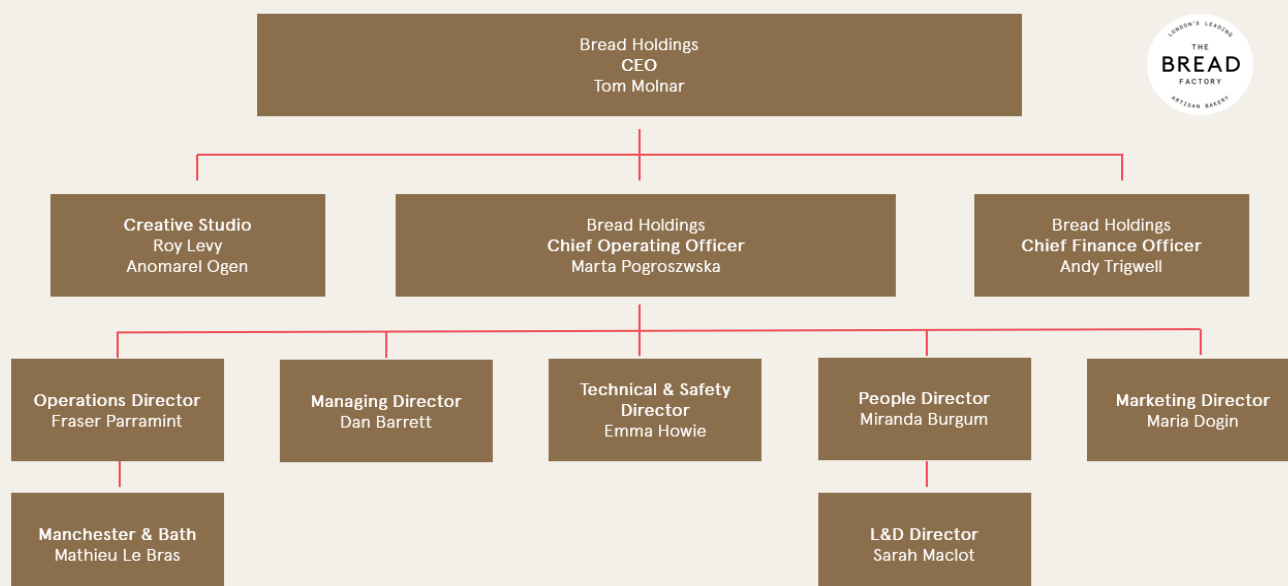 Bread Holdings
CEO
Tom Molnar
LONDON'S LEADING
THE
BREAD
FACTORY
ARTISAN BAKERY
Creative Studio
Roy Levy
Anomarel Ogen
Bread Holdings
Chief Operating Officer
Marta Pogroszwska
Bread Holdings
Chief Finance Officer
Andy Trigwell
Operations Director
Fraser Parramint
Managing Director
Dan Barrett
Technical & Safety
Director
Emma Howie
People Director
Miranda Burgum
Marketing Director
Maria Dogin
Manchester & Bath
Mathieu Le Bras
L&D Director
Sarah Maclot